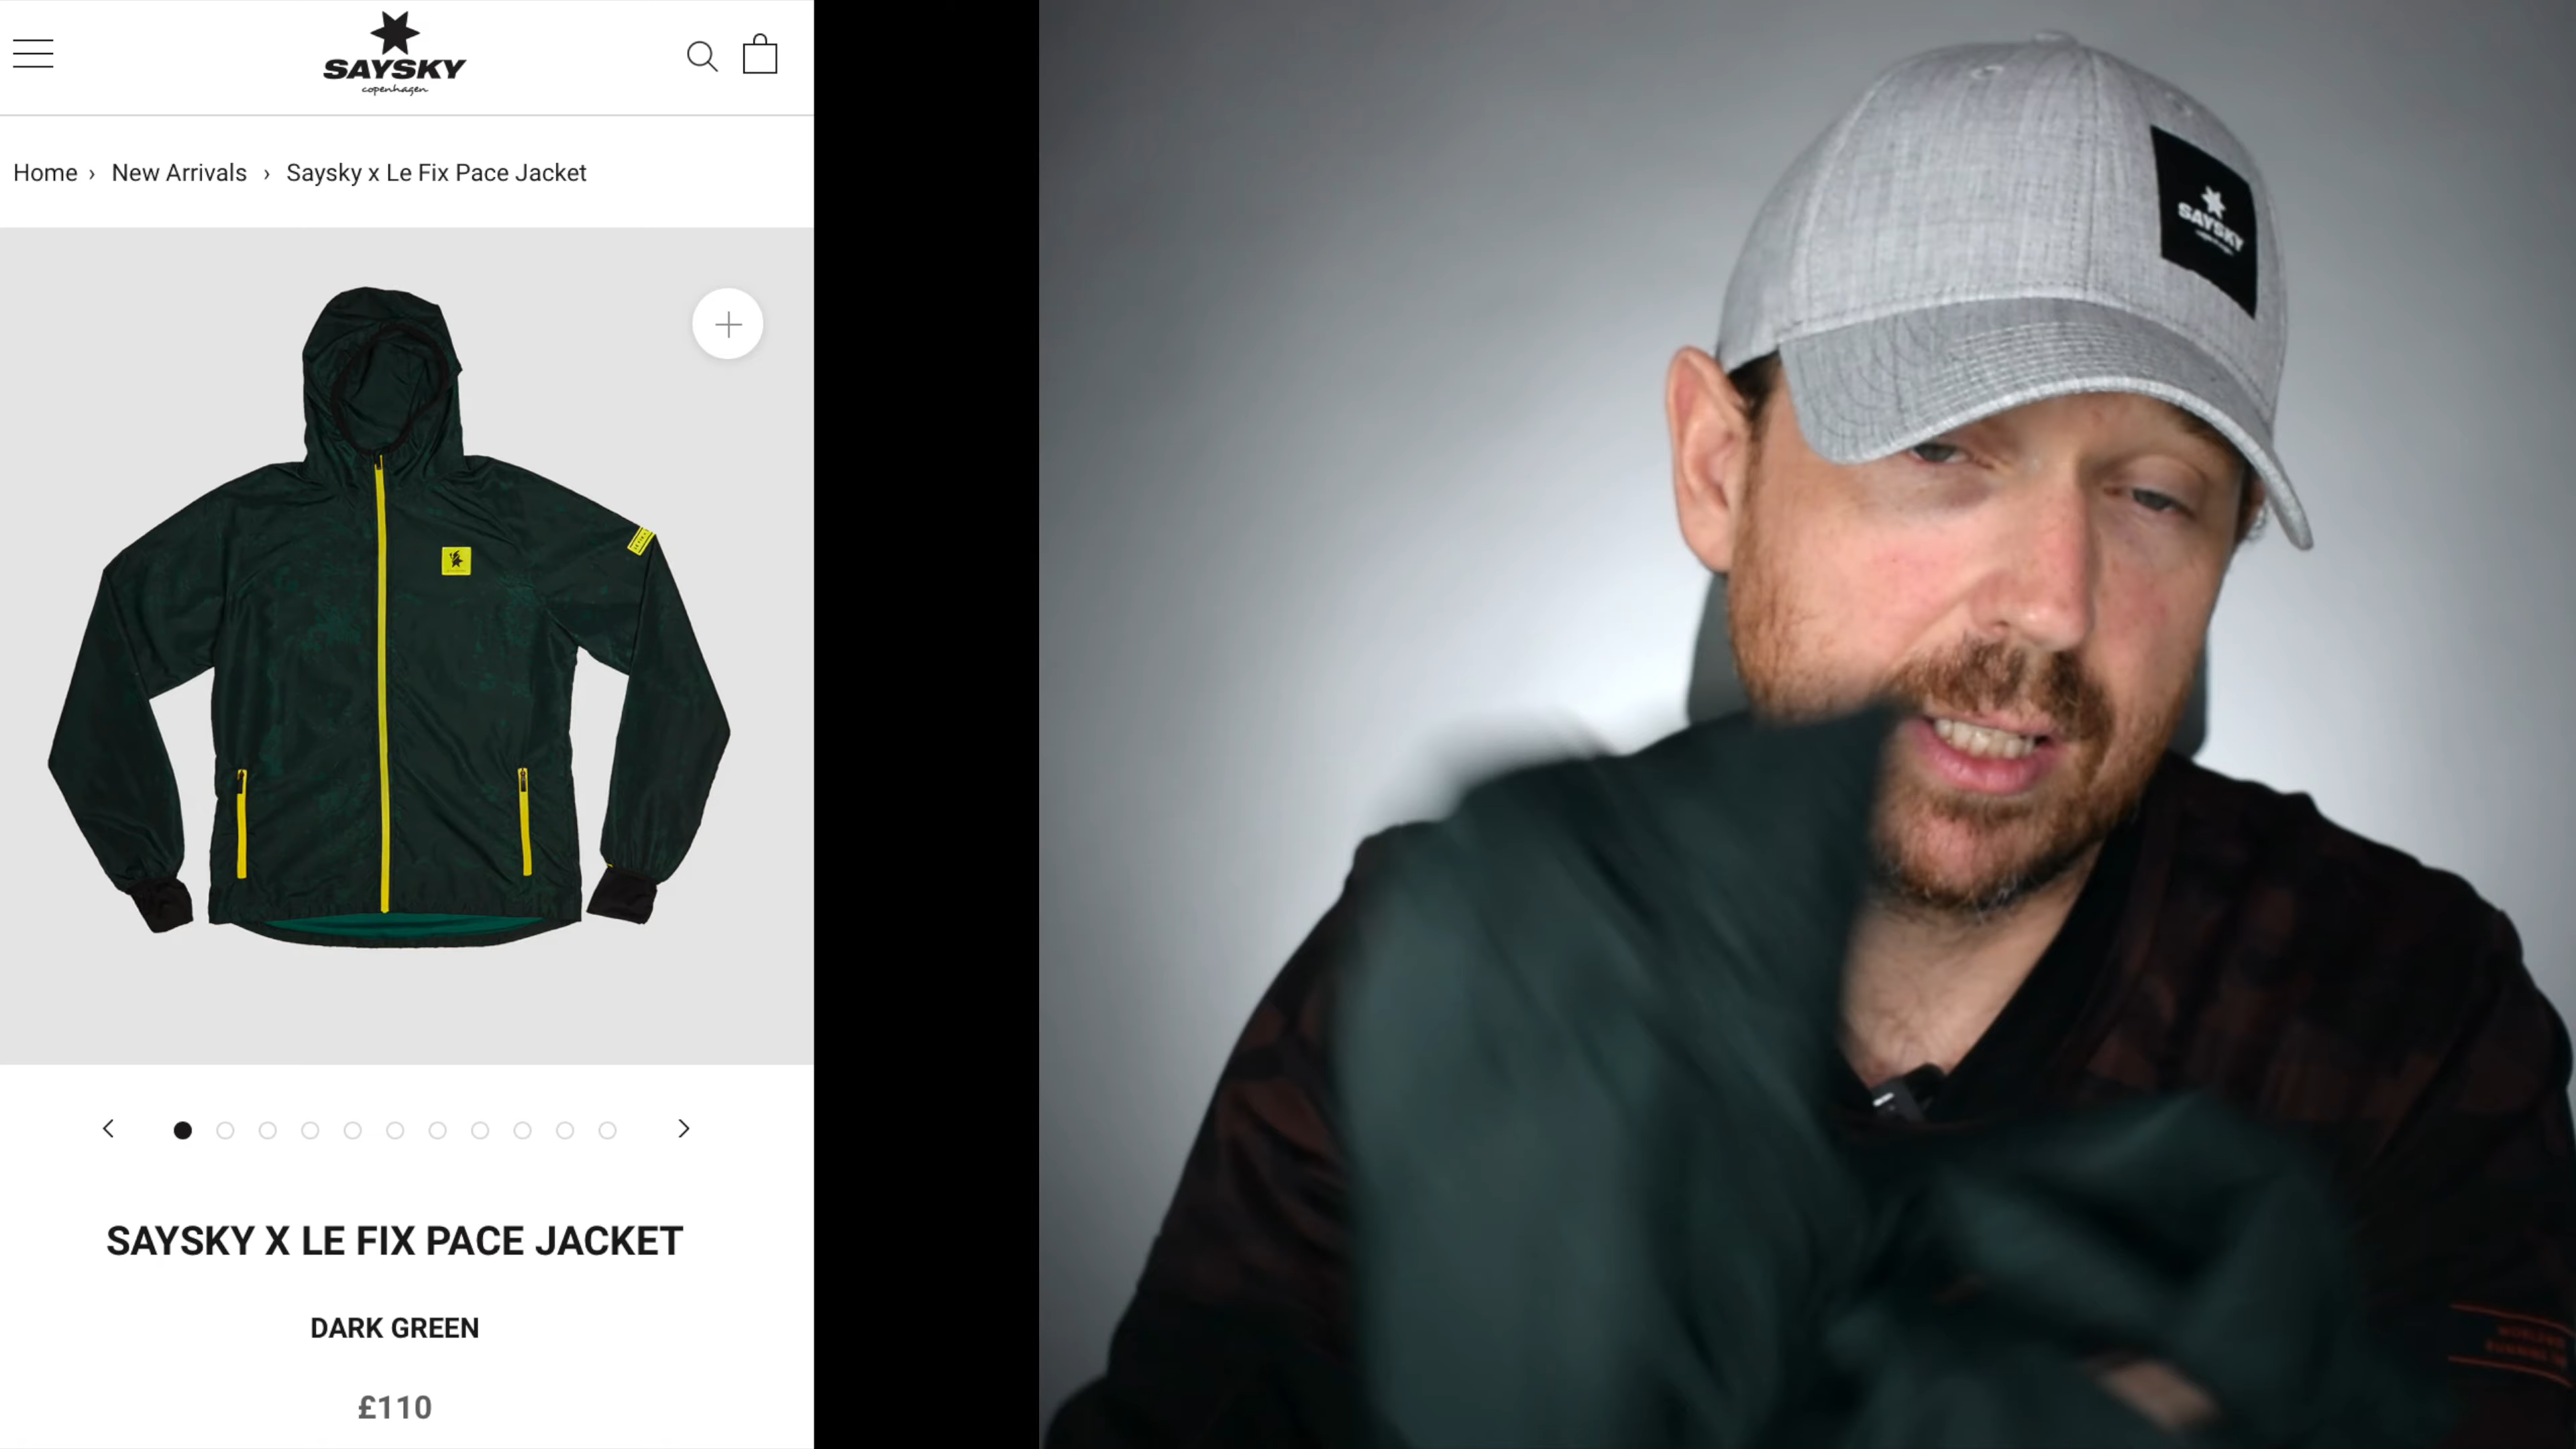 SAYSKY
copenhagen
Home › New Arrivals › Saysky x Le Fix Pace Jacket
SAYSKY X LE FIX PACE JACKET
DARK GREEN
£110
SAYSKY